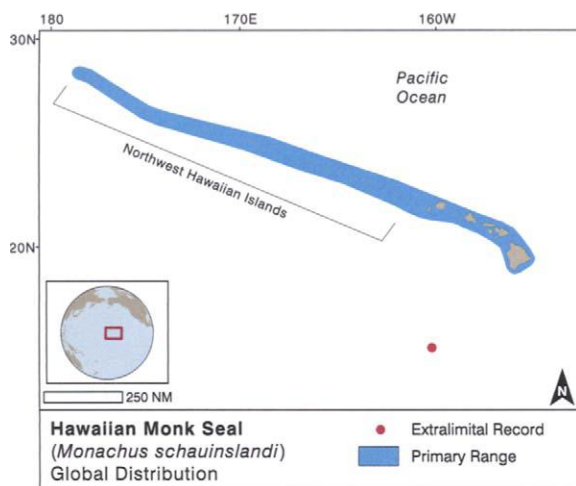 180
170E
160W
30N
Pacific
Ocean
Northwest Hawaiian Islands
20N
250 NM
N
Hawaiian Monk Seal
(Monachus schauinslandi)
Global Distribution
Extralimital Record
Primary Range